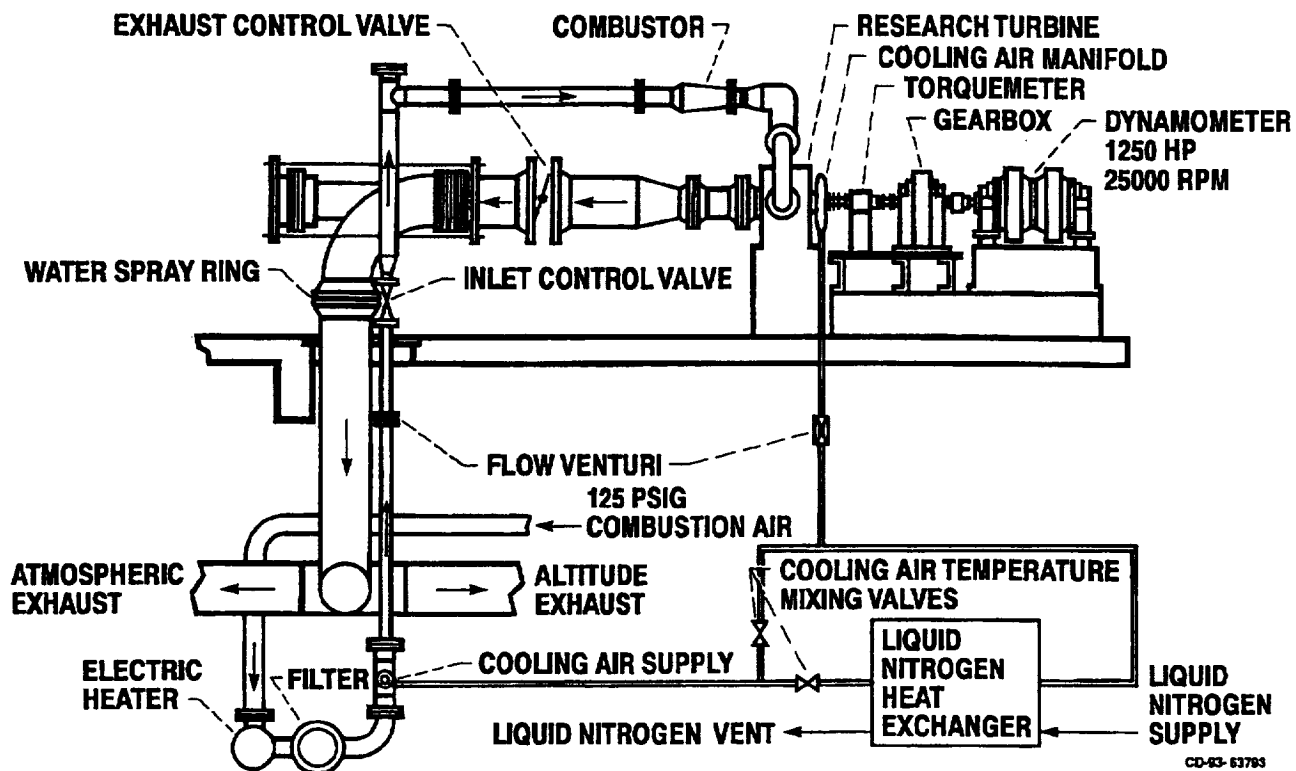 EXHAUST CONTROL VALVE
COMBUSTOR
RESEARCH TURBINE
COOLING AIR MANIFOLD
TORQUEMETER
GEARBOX
DYNAMOMETER
1250 HP
25000 RPM
WATER SPRAY RING
INLET CONTROL VALVE
FLOW VENTURI
125 PSIG
COMBUSTION AIR
ATMOSPHERIC
EXHAUST
ALTITUDE
EXHAUST
COOLING AIR TEMPERATURE
MIXING VALVES
ELECTRIC
HEATER
FILTER
COOLING AIR SUPPLY
LIQUID
NITROGEN
HEAT
EXCHANGER
LIQUID
NITROGEN
SUPPLY
LIQUID NITROGEN VENT
CD-93-63793